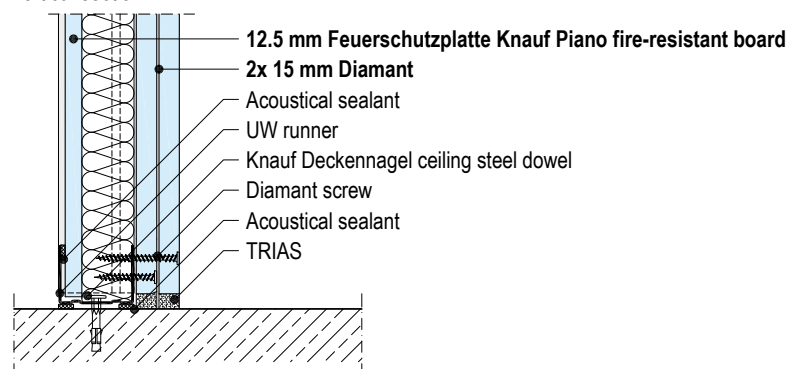 12.5 mm Feuerschutzplatte Knauf Piano fire-resistant board
2x 15 mm Diamant
Acoustical sealant
UW runner
Knauf Deckennagel ceiling steel dowel
Diamant screw
Acoustical sealant
TRIAS